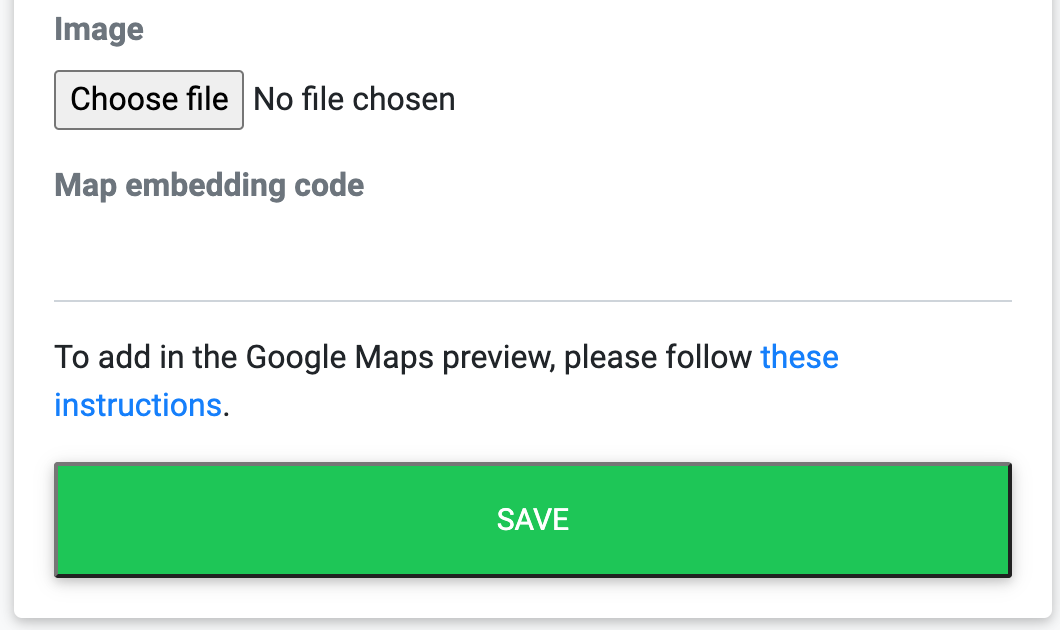 Image
Choose file No file chosen
Map embedding code
To add in the Google Maps preview, please follow these
instructions.
SAVE